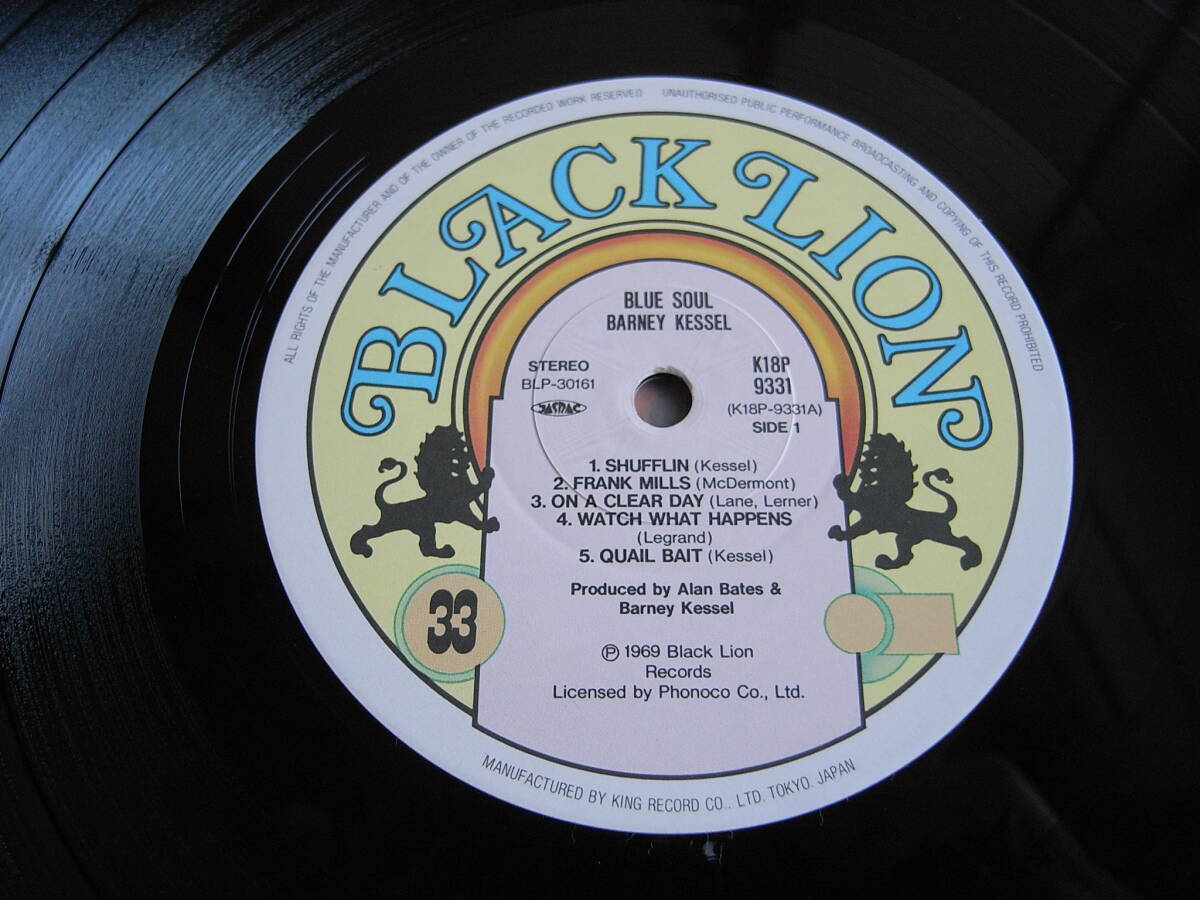 ALL RIGHTS OF THE MANUFACTURER AND OF THE OWNER OF THE RECORDED WORK RESERVED UNAUTHORISED PUBLIC PERFORMANCE BROADCASTING AND COPYING OF THIS RECORD PROHIBITED
BLACK LION
BLUE SOUL
BARNEY KESSEL
STEREO
BLP-30161
JASRAC
K18P
9331
(K18P-9331A)
SIDE 1
1. SHUFFLIN (Kessel)
2. FRANK MILLS (McDermont)
3. ON A CLEAR DAY (Lane, Lerner)
4. WATCH WHAT HAPPENS
(Legrand)
5. QUAIL BAIT (Kessel)
Produced by Alan Bates &
Barney Kessel
33
Ⓟ 1969 Black Lion
Records
Licensed by Phonoco Co., Ltd.
MANUFACTURED BY KING RECORD CO., LTD. TOKYO. JAPAN